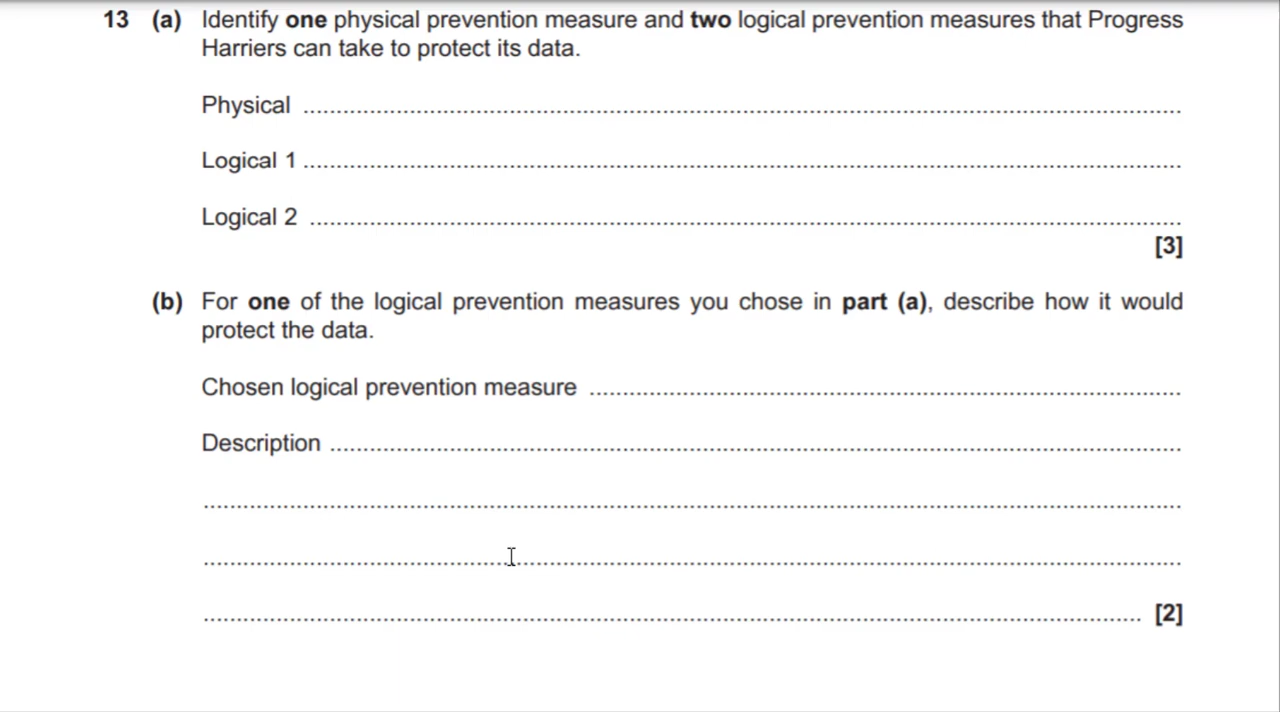 13 (a) Identify one physical prevention measure and two logical prevention measures that Progress
Harriers can take to protect its data.
Physical ....................................................................................................
Logical 1 ....................................................................................................
Logical 2 ....................................................................................................
[3]
(b) For one of the logical prevention measures you chose in part (a), describe how it would
protect the data.
Chosen logical prevention measure ....................................................................
Description ....................................................................................................
....................................................................................................
....................................................................................................
.................................................................................................... [2]